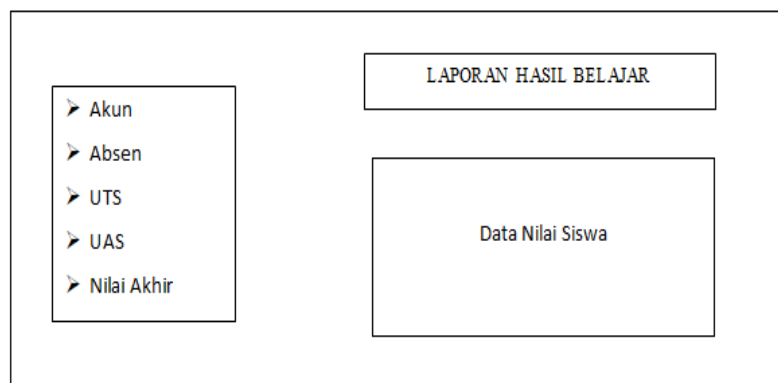 LAPORAN HASIL BELAJAR
Akun
Absen
UTS
UAS
Nilai Akhir
Data Nilai Siswa